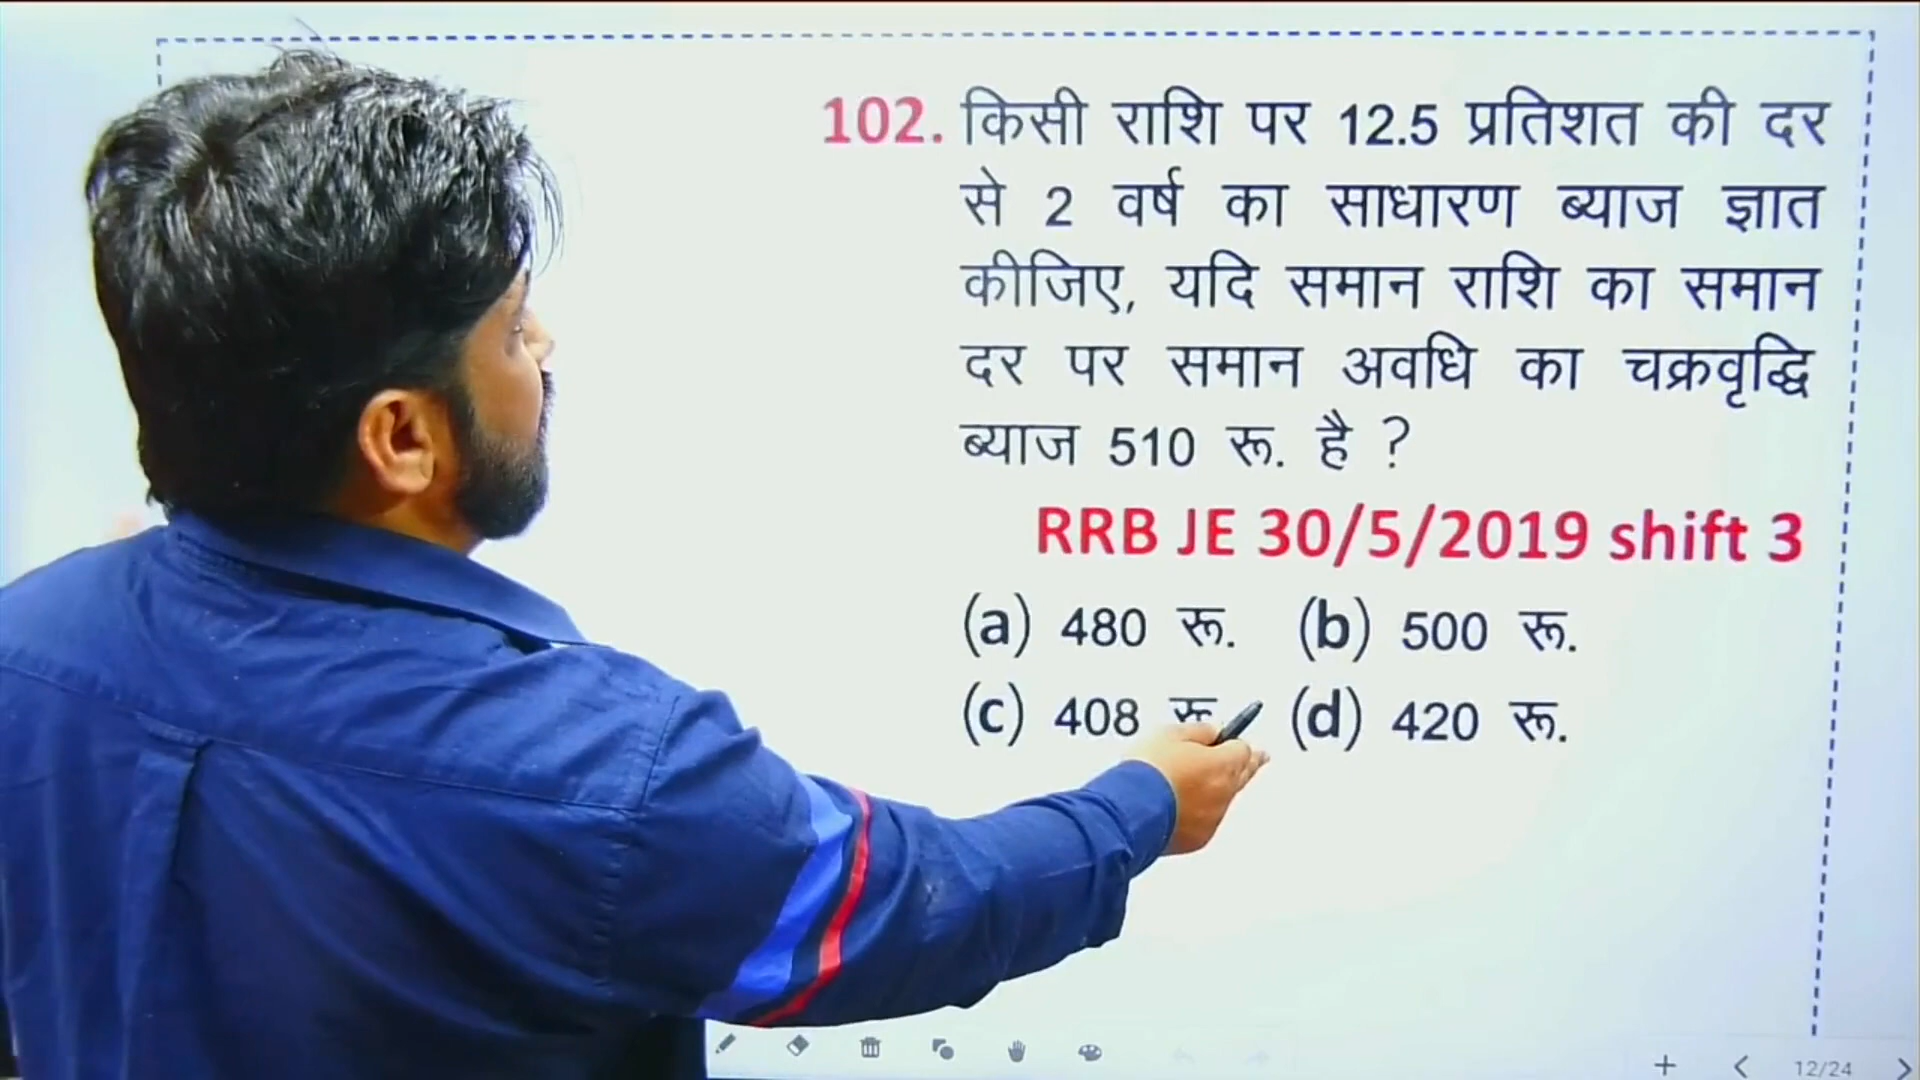 102. किसी राशि पर 12.5 प्रतिशत की दर
से 2 वर्ष का साधारण ब्याज ज्ञात
कीजिए, यदि समान राशि का समान
दर पर समान अवधि का चक्रवृद्धि
ब्याज 510 रू. है ?
RRB JE 30/5/2019 shift 3
(a) 480 रू. (b) 500 रू.
(c) 408 रू. (d) 420 रू.
12/24